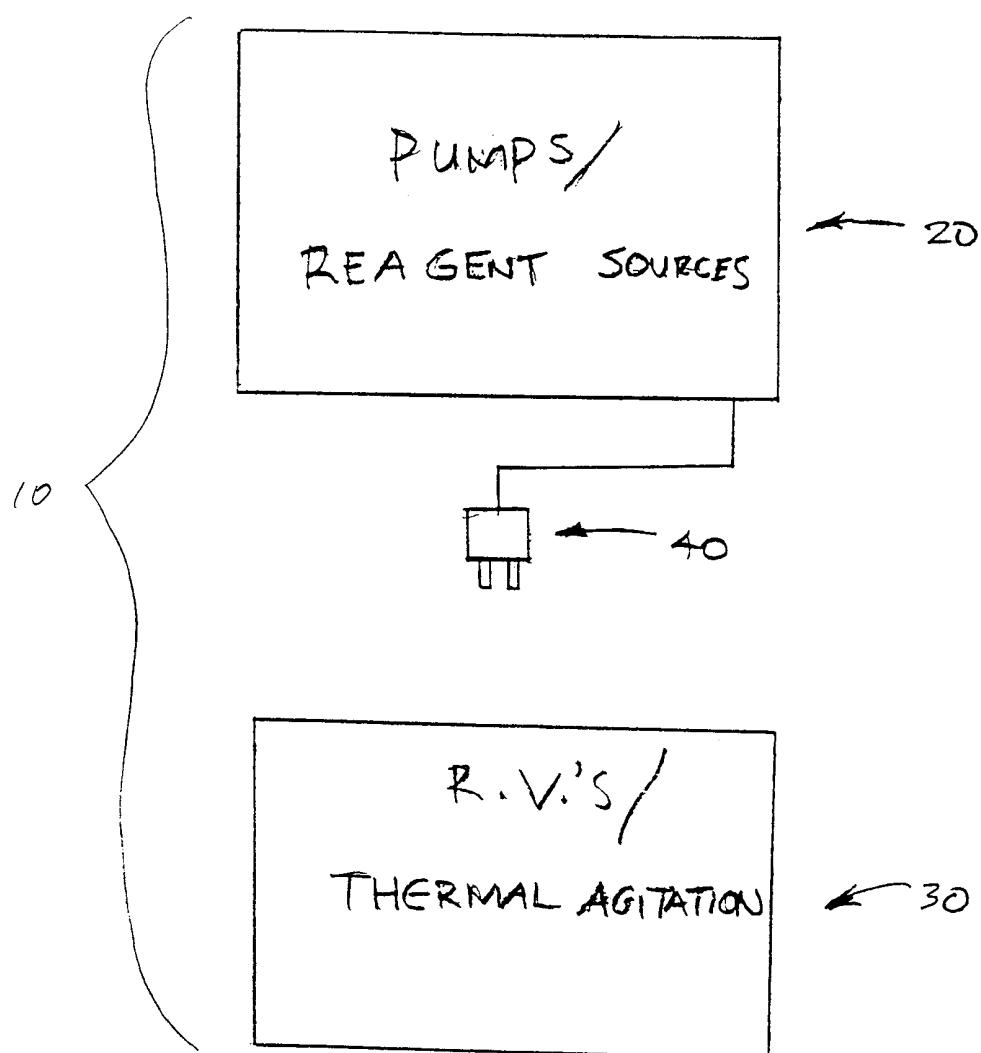 PUMPS/
REAGENT SOURCES
20
10
40
R.V.'S/
THERMAL AGITATION
30